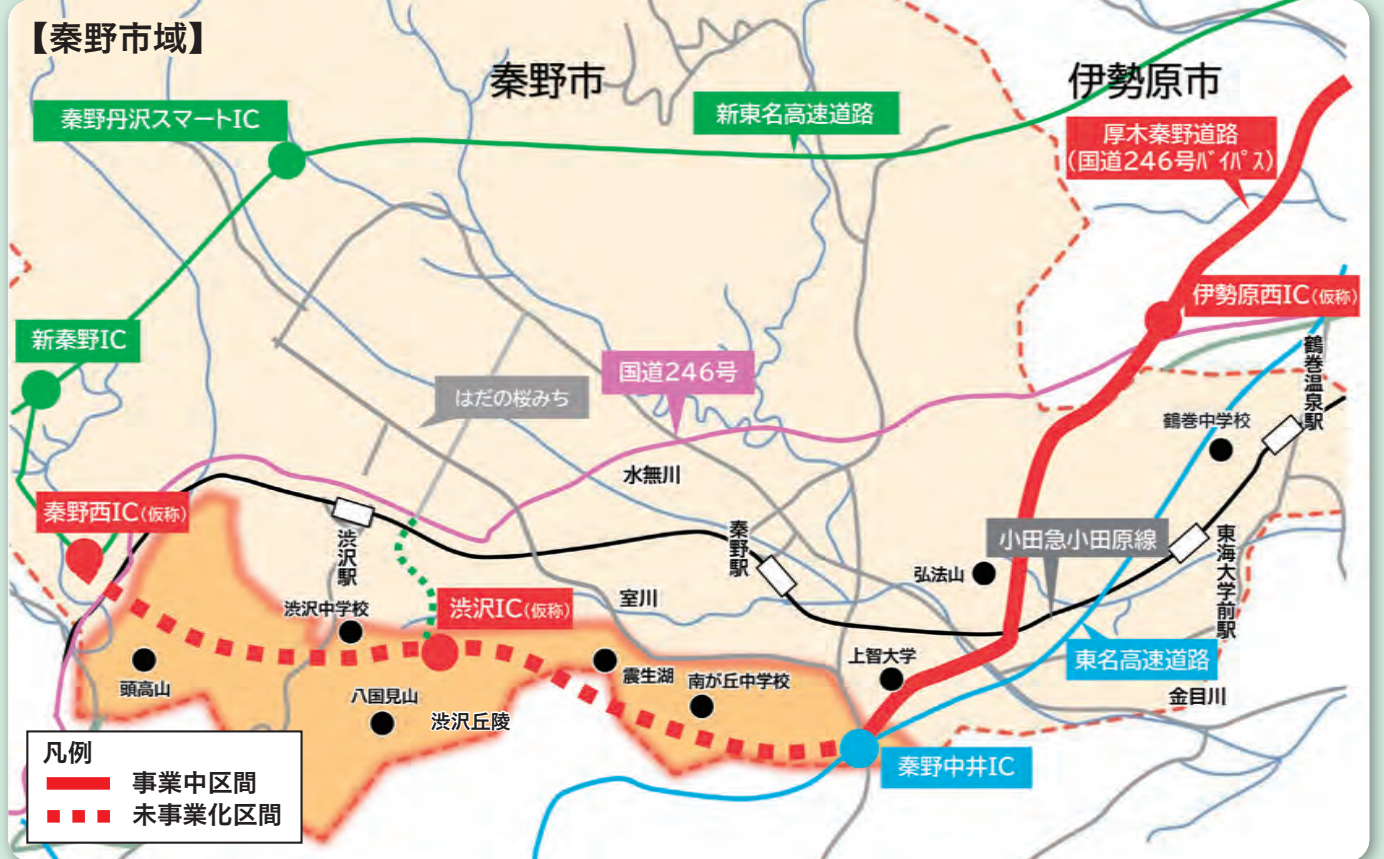 【秦野市域】
秦野市
伊勢原市
秦野丹沢スマートIC
新東名高速道路
厚木秦野道路
(国道246号バイパス)
伊勢原西IC(仮称)
新秦野IC
国道246号
はだの桜みち
鶴巻温泉駅
鶴巻中学校
水無川
秦野西IC(仮称)
渋沢駅
秦野駅
小田急小田原線
東海大学前駅
弘法山
室川
渋沢中学校
渋沢IC(仮称)
上智大学
東名高速道路
頭高山
震生湖
南が丘中学校
八国見山
渋沢丘陵
金目川
秦野中井IC
凡例
事業中区間
未事業化区間